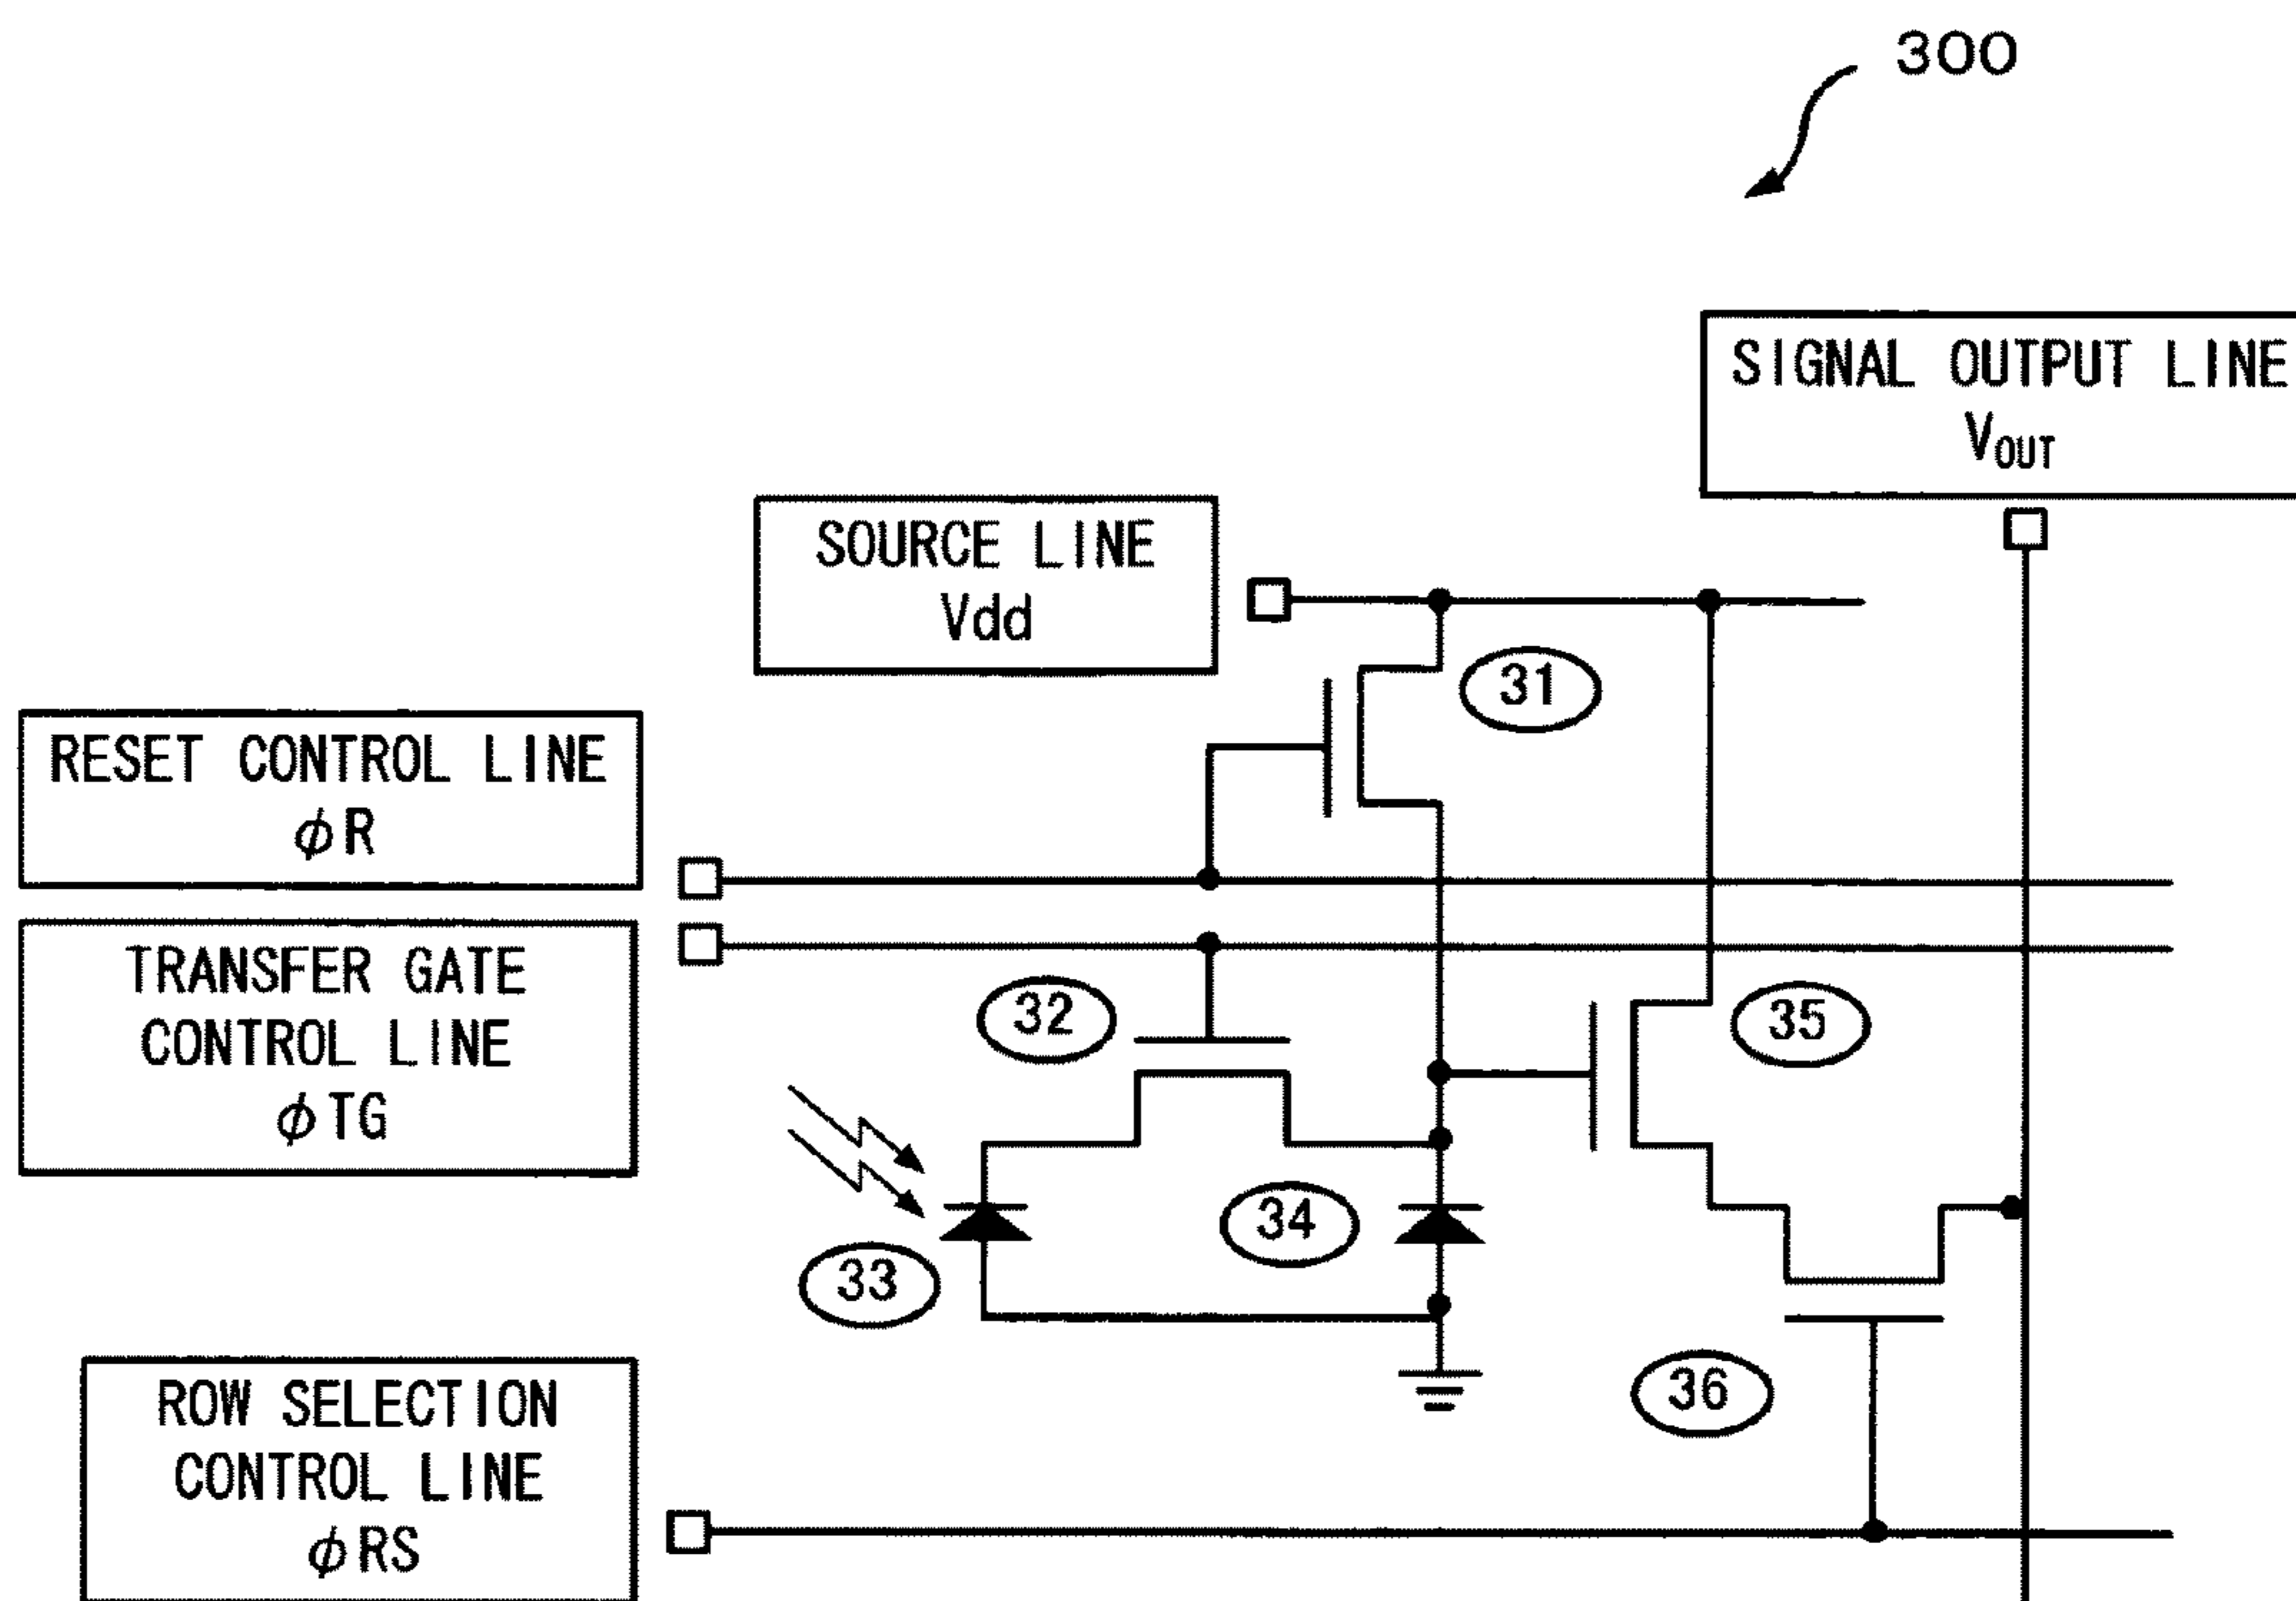 300
SIGNAL OUTPUT LINE
VOUT
SOURCE LINE
Vdd
31
RESET CONTROL LINE
φR
TRANSFER GATE
CONTROL LINE
φTG
32
35
34
33
36
ROW SELECTION
CONTROL LINE
φRS